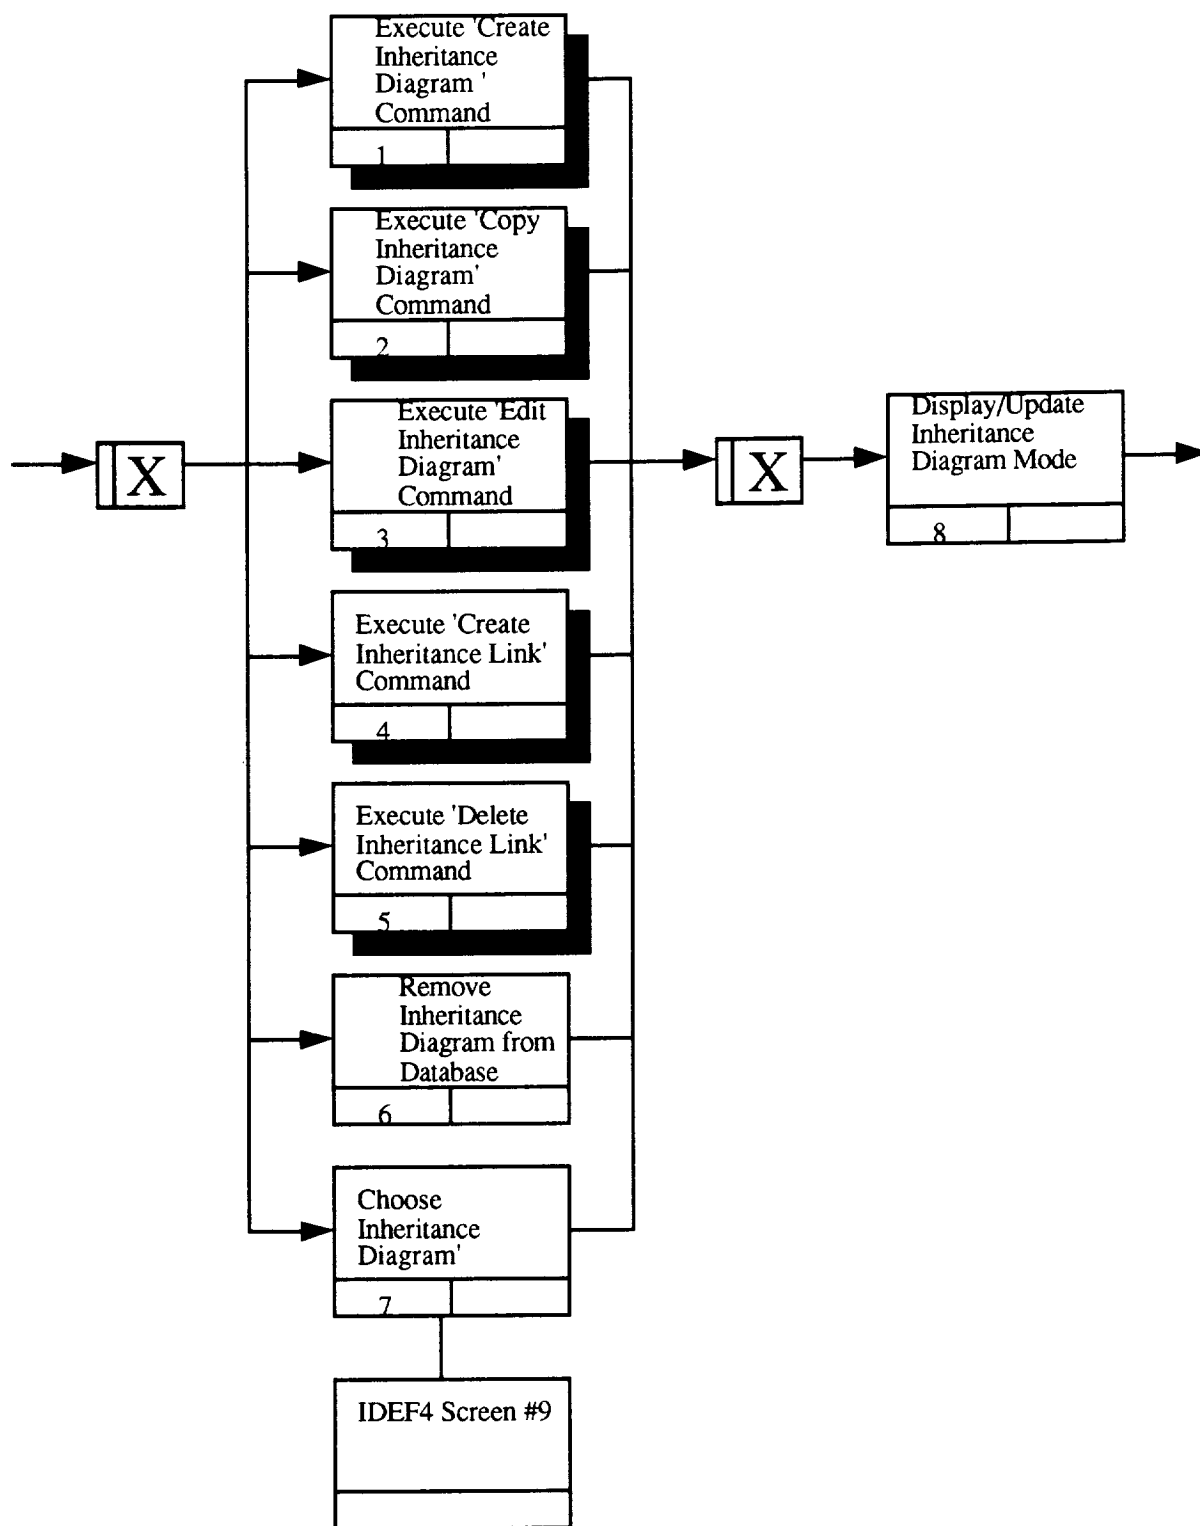 Execute 'Create
Inheritance
Diagram '
Command
1
Execute 'Copy
Inheritance
Diagram'
Command
2
Execute 'Edit
Inheritance
Diagram'
Command
3
Execute 'Create
Inheritance Link'
Command
4
Execute 'Delete
Inheritance Link'
Command
5
Remove
Inheritance
Diagram from
Database
6
Choose
Inheritance
Diagram'
7
IDEF4 Screen #9
X
X
Display/Update
Inheritance
Diagram Mode
8